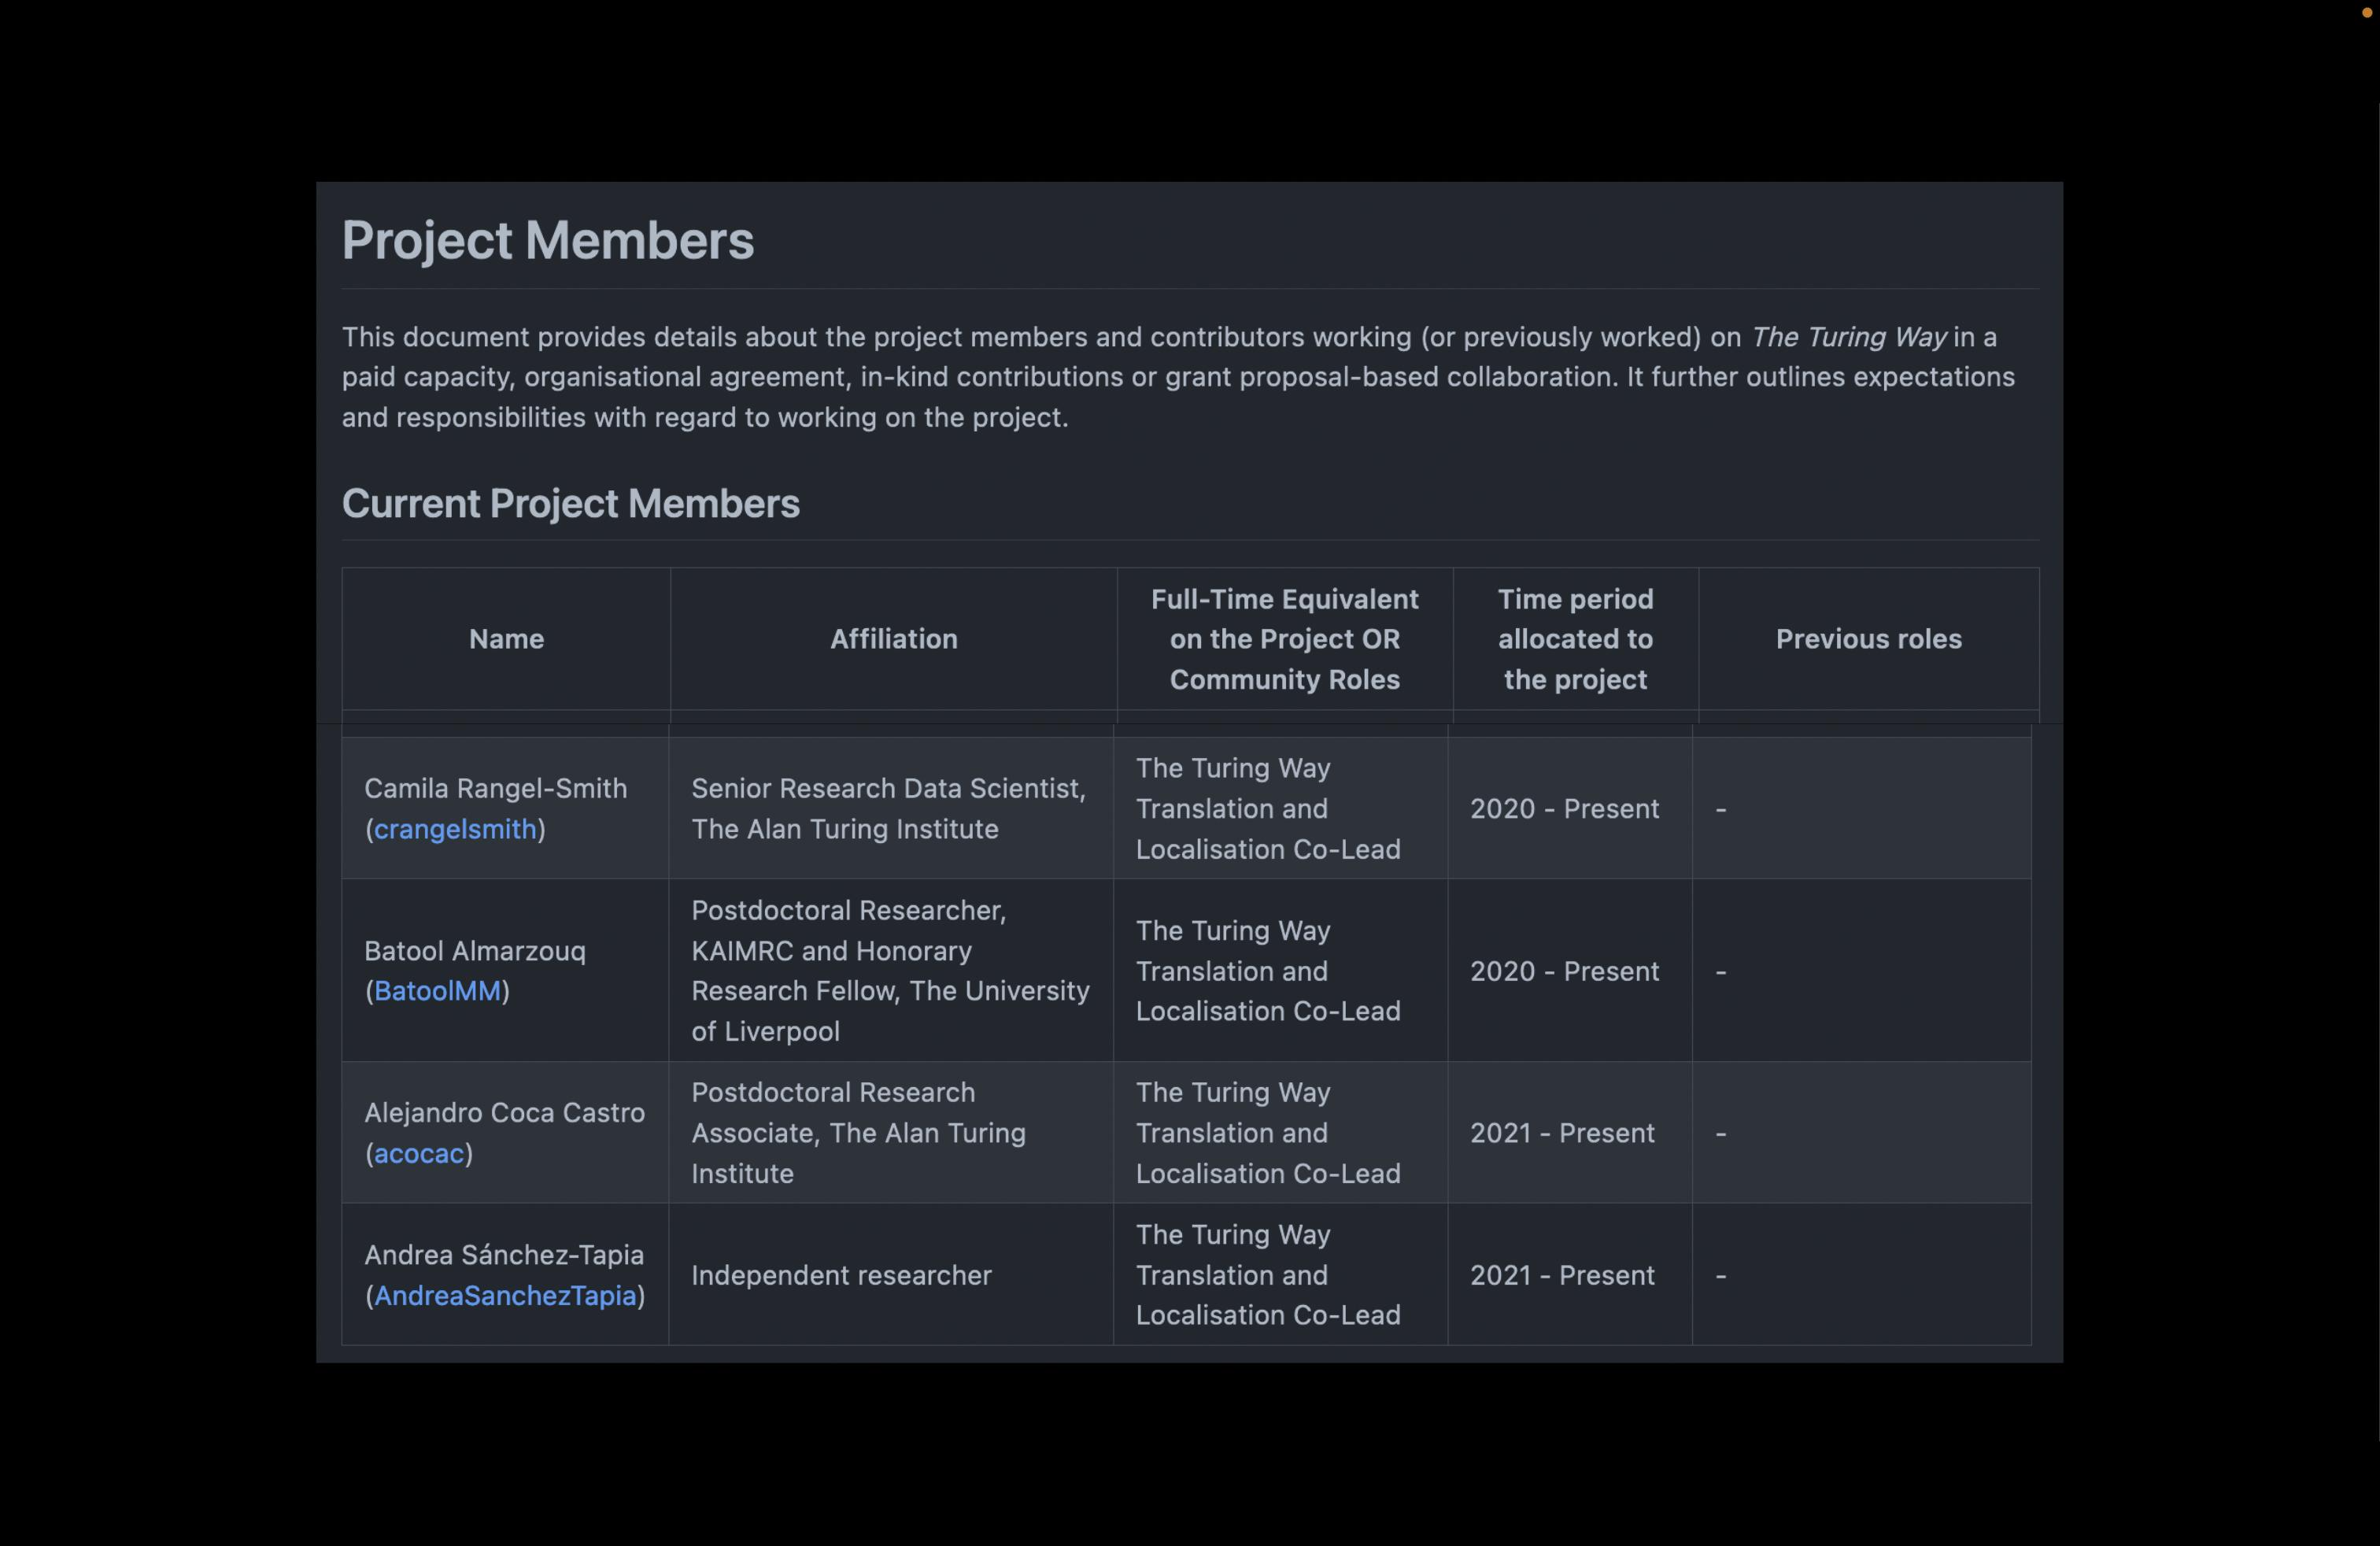 Project Members
This document provides details about the project members and contributors working (or previously worked) on The Turing Way in a
paid capacity, organisational agreement, in-kind contributions or grant proposal-based collaboration. It further outlines expectations
and responsibilities with regard to working on the project.
Current Project Members
Name
Affiliation
Full-Time Equivalent
on the Project OR
Community Roles
Time period
allocated to
the project
Previous roles
Camila Rangel-Smith
(crangelsmith)
Senior Research Data Scientist,
The Alan Turing Institute
The Turing Way
Translation and
Localisation Co-Lead
2020 - Present
-
Batool Almarzouq
(BatoolMM)
Postdoctoral Researcher,
KAIMRC and Honorary
Research Fellow, The University
of Liverpool
The Turing Way
Translation and
Localisation Co-Lead
2020 - Present
-
Alejandro Coca Castro
(acocac)
Postdoctoral Research
Associate, The Alan Turing
Institute
The Turing Way
Translation and
Localisation Co-Lead
2021 - Present
-
Andrea Sánchez-Tapia
(AndreaSanchezTapia)
Independent researcher
The Turing Way
Translation and
Localisation Co-Lead
2021 - Present
-